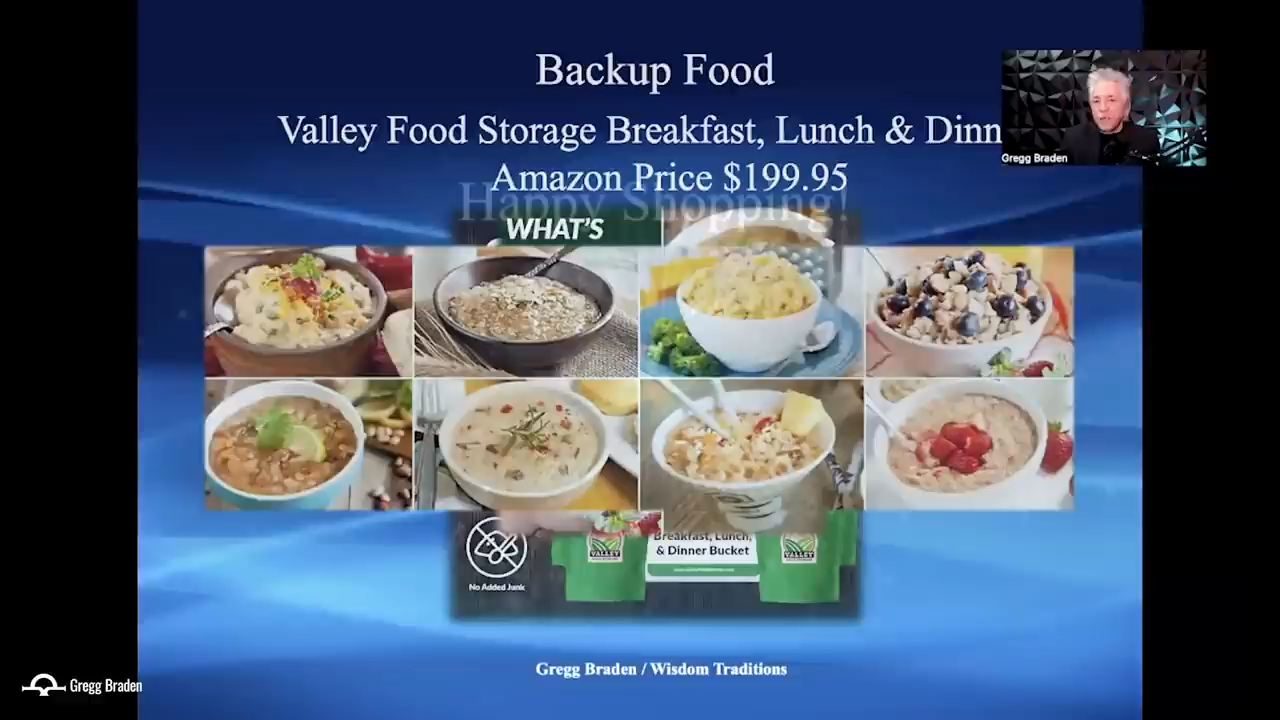 Backup Food
Valley Food Storage Breakfast, Lunch & Dinn
Amazon Price $199.95
Happy Shopping!
Gregg Braden
WHAT'S
Breakfast, Lunch,
& Dinner Bucket
VALLEY
VALLEY
No Added Junk
Gregg Braden / Wisdom Traditions
Gregg Braden